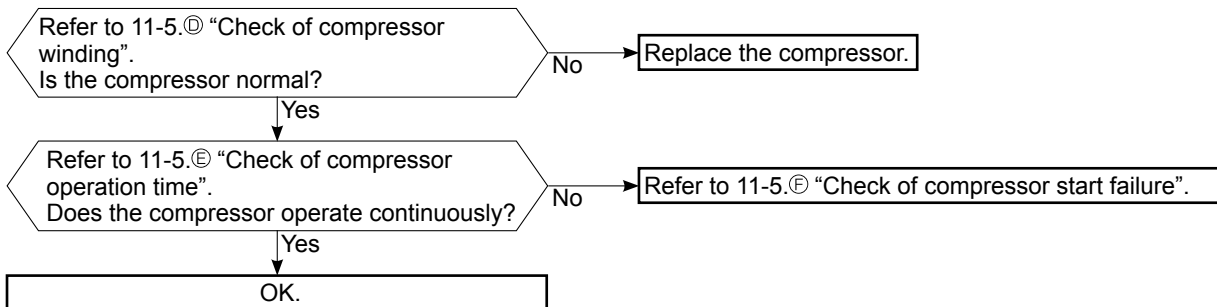 Refer to 11-5.Ⓓ “Check of compressor
winding”.
Is the compressor normal?
No
Replace the compressor.
Yes
Refer to 11-5.Ⓔ “Check of compressor
operation time”.
Does the compressor operate continuously?
No
Refer to 11-5.Ⓕ “Check of compressor start failure”.
Yes
OK.